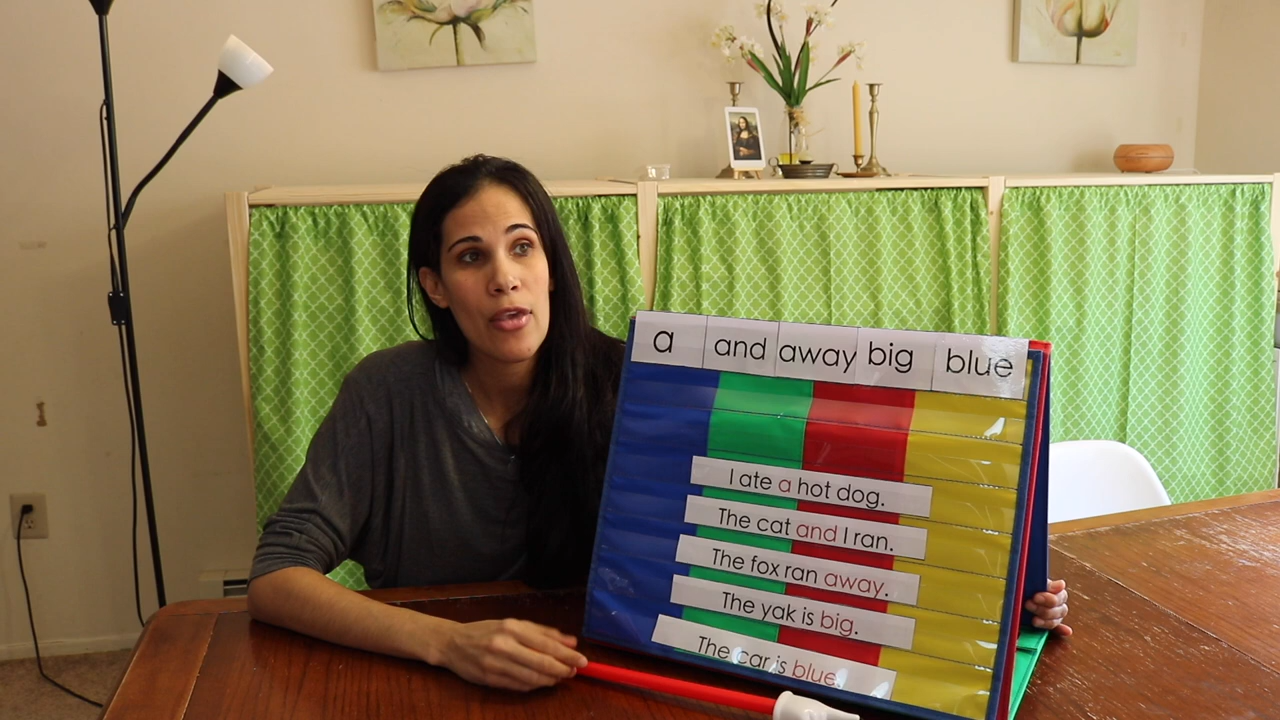 a and away big blue
I ate a hot dog.
The cat and I ran.
The fox ran away.
The yak is big.
The car is blue.